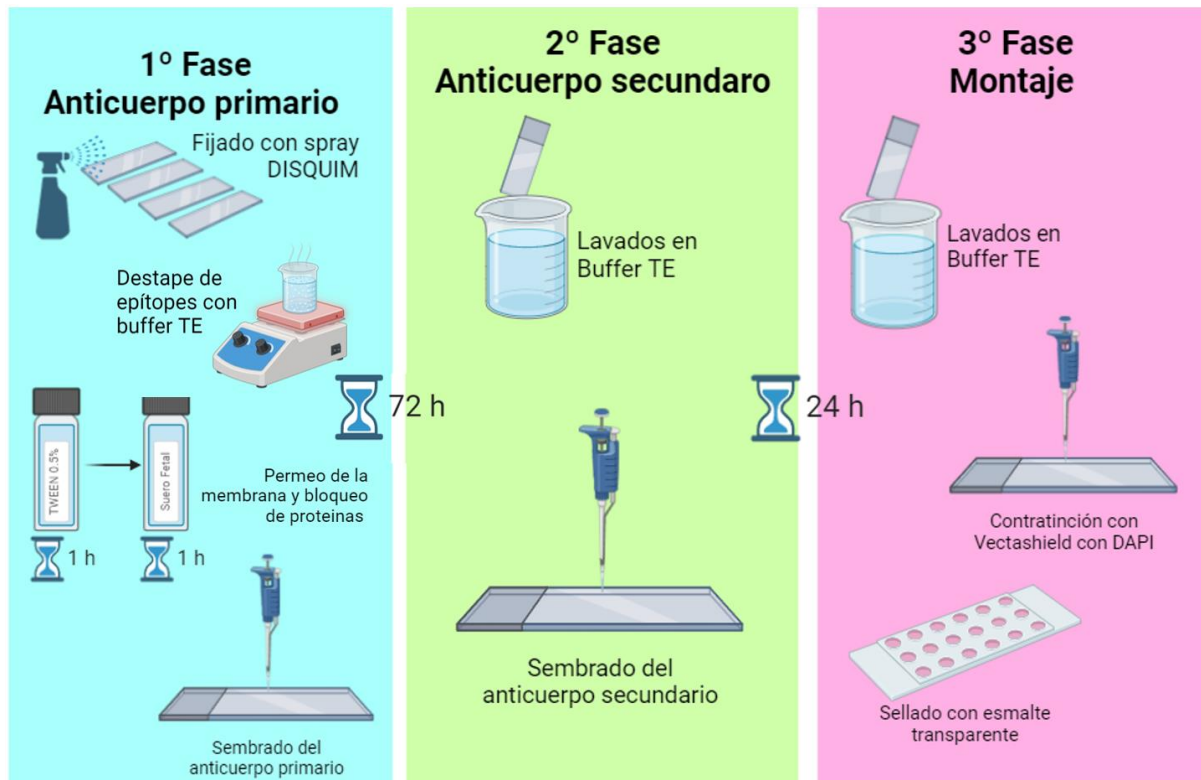 1º Fase
Anticuerpo primario
Fijado con spray
DISQUIM
Destape de
epítopes con
buffer TE
TWEEN 0.5%
Suero Fetal
1 h
1 h
Permeo de la
membrana y bloqueo
de proteinas
Sembrado del
anticuerpo primario
72 h
2º Fase
Anticuerpo secundaro
Lavados en
Buffer TE
Sembrado del
anticuerpo secundario
24 h
3º Fase
Montaje
Lavados en
Buffer TE
Contratinción con
Vectashield con DAPI
Sellado con esmalte
transparente